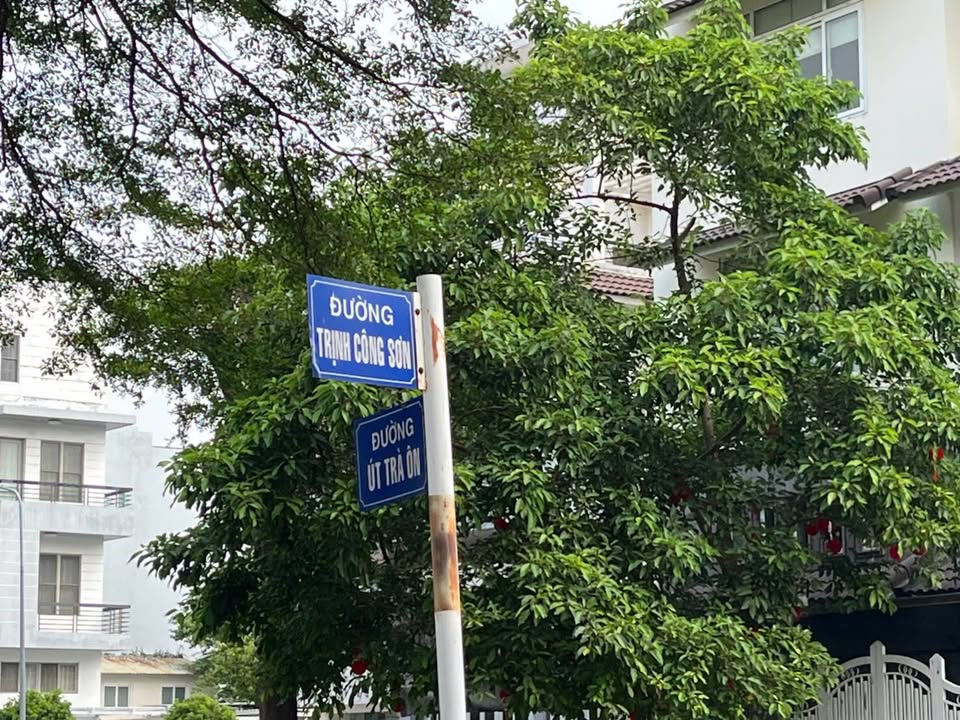 ĐƯỜNG
TRỊNH CÔNG SƠN
ĐƯỜNG
ÚT TRÀ ÔN